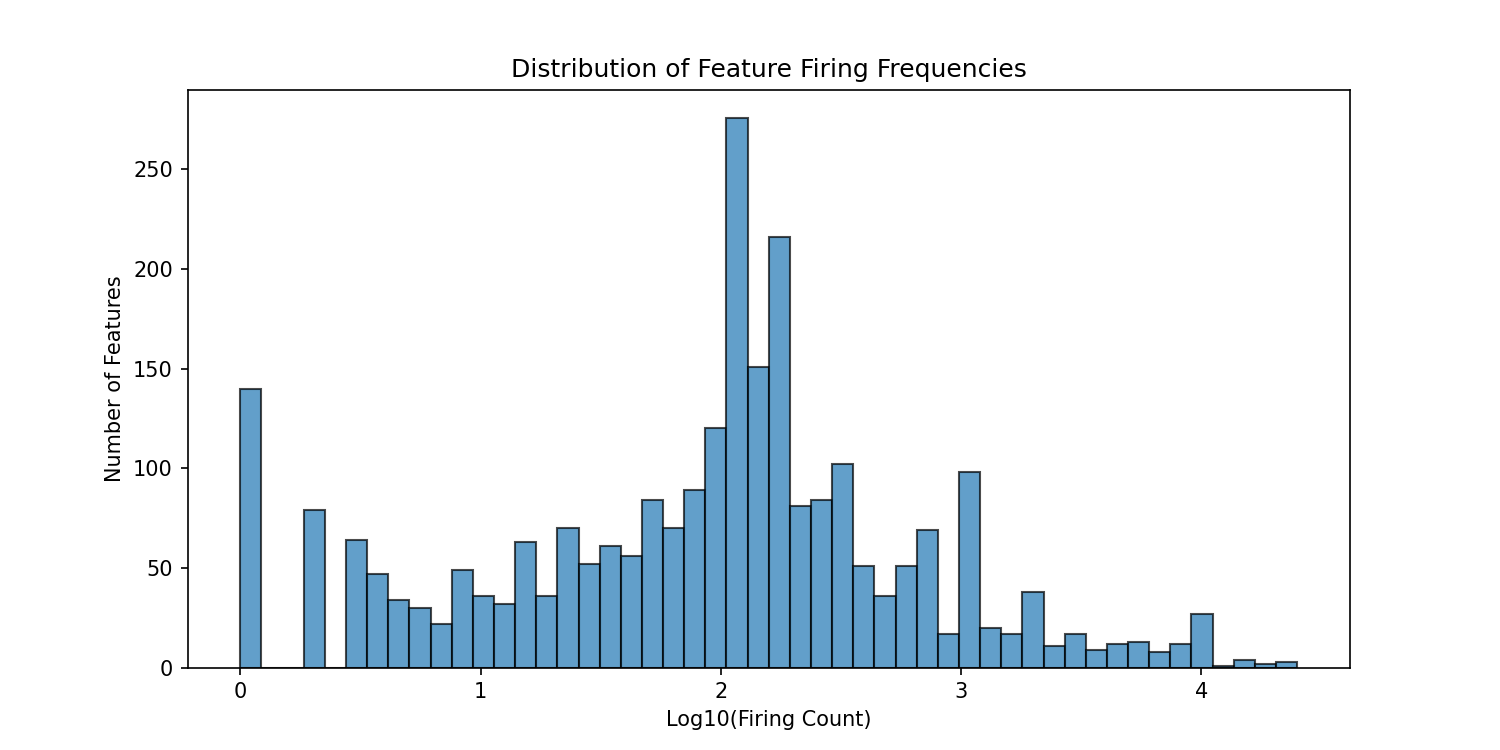 Distribution of Feature Firing Frequencies
Number of Features
250
200
150
100
50
0
0 1 2 3 4
Log10(Firing Count)